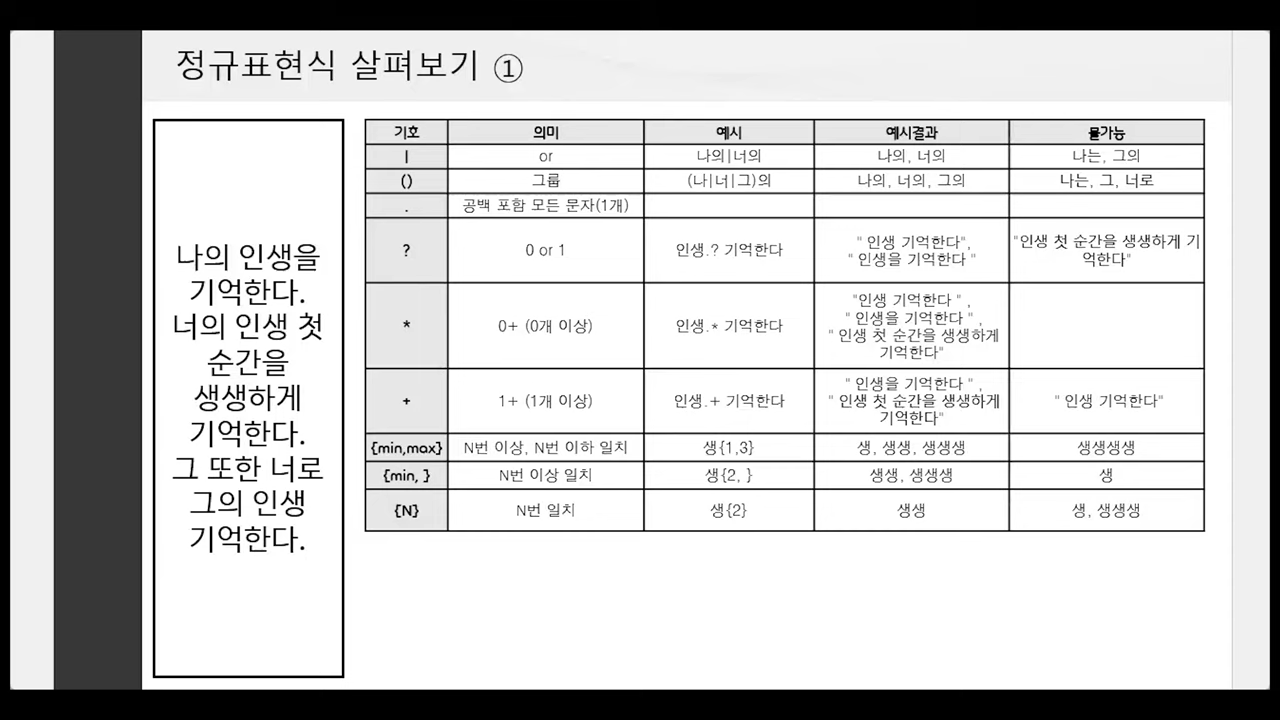 정규표현식 살펴보기 ①
나의 인생을
기억한다.
너의 인생 첫
순간을
생생하게
기억한다.
그 또한 너로
그의 인생
기억한다.
기호 의미 예시 예시결과 불가능
| or 나의|너의 나의, 너의 나는, 그의
() 그룹 (나|너|그)의 나의, 너의, 그의 나는, 그, 너로
. 공백 포함 모든 문자(1개)
? 0 or 1 인생.? 기억한다 " 인생 기억한다", "인생 첫 순간을 생생하게 기
" 인생을 기억한다 " 억한다"
* 0+ (0개 이상) 인생.* 기억한다 "인생 기억한다 " ,
" 인생을 기억한다 " ,
" 인생 첫 순간을 생생하게
기억한다"
+ 1+ (1개 이상) 인생.+ 기억한다 " 인생을 기억한다 " , " 인생 기억한다"
" 인생 첫 순간을 생생하게
기억한다"
{min,max} N번 이상, N번 이하 일치 생{1,3} 생, 생생, 생생생 생생생생
{min, } N번 이상 일치 생{2, } 생생, 생생생 생
{N} N번 일치 생{2} 생생 생, 생생생